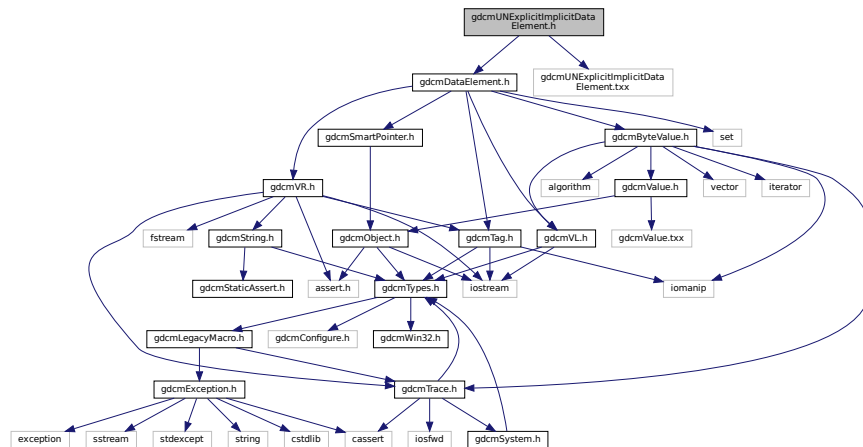 gdcmUNExplicitImplicitData
Element.h
gdcmDataElement.h
gdcmUNExplicitImplicitData
Element.txx
gdcmSmartPointer.h
gdcmByteValue.h
set
gdcmVR.h
algorithm
gdcmValue.h
vector
iterator
fstream
gdcmString.h
gdcmObject.h
gdcmTag.h
gdcmVL.h
gdcmValue.txx
gdcmStaticAssert.h
assert.h
gdcmTypes.h
iostream
iomanip
gdcmLegacyMacro.h
gdcmConfigure.h
gdcmWin32.h
gdcmException.h
gdcmTrace.h
exception
sstream
stdexcept
string
cstdlib
cassert
iosfwd
gdcmSystem.h